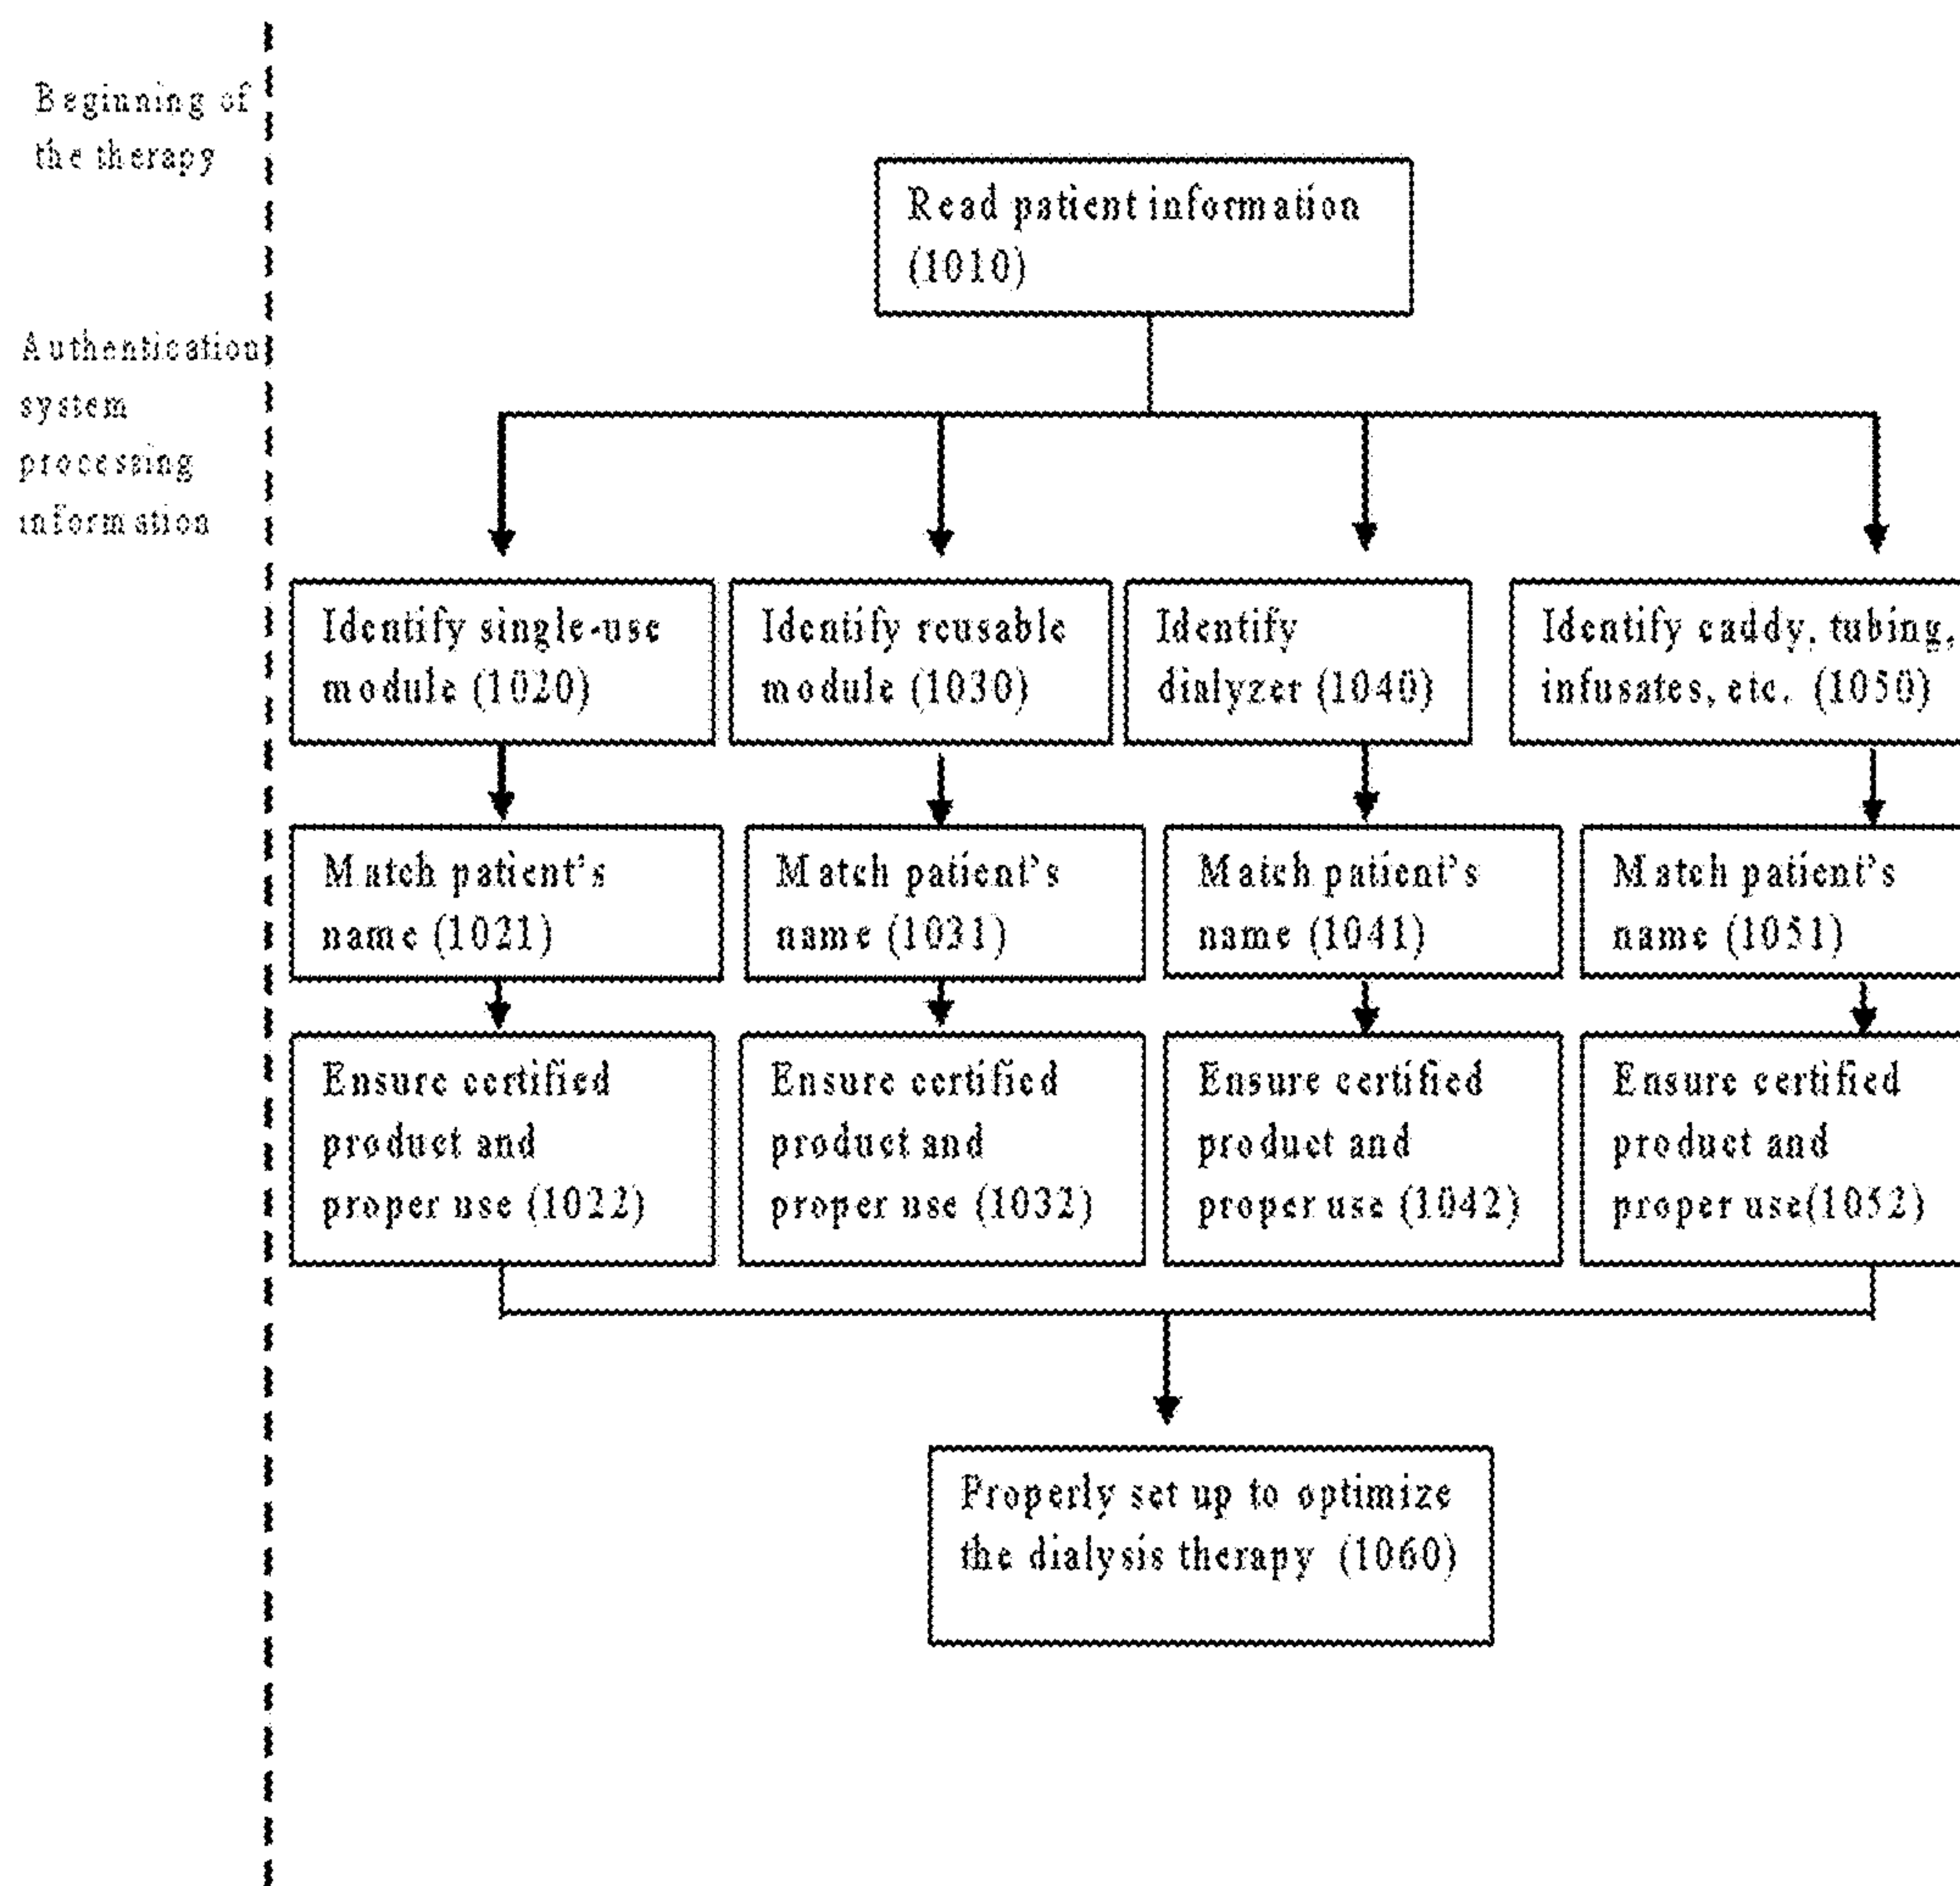 Beginning of
the therapy
Authentication
system
processing
information
Read patient information
(1010)
Identify single-use
module (1020)
Identify reusable
module (1030)
Identify
dialyzer (1040)
Identify caddy, tubing,
infusates, etc. (1050)
Match patient's
name (1021)
Match patient's
name (1031)
Match patient's
name (1041)
Match patient's
name (1051)
Ensure certified
product and
proper use (1022)
Ensure certified
product and
proper use (1032)
Ensure certified
product and
proper use (1042)
Ensure certified
product and
proper use(1052)
Properly set up to optimize
the dialysis therapy (1060)